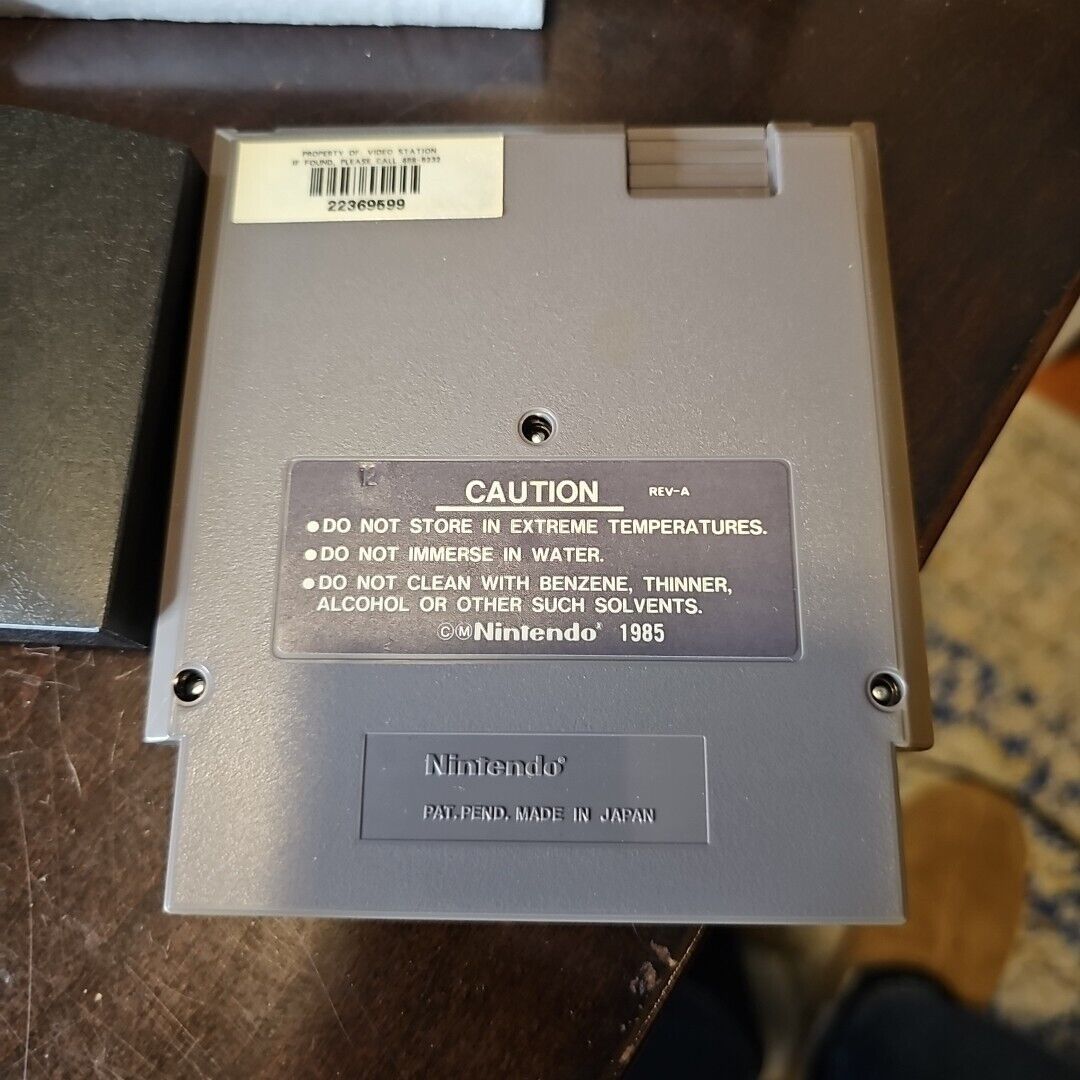 PROPERTY OF: VIDEO STATION
IF FOUND, PLEASE CALL 688-5232
22369599
12
CAUTION REV-A
●DO NOT STORE IN EXTREME TEMPERATURES.
●DO NOT IMMERSE IN WATER.
●DO NOT CLEAN WITH BENZENE, THINNER,
ALCOHOL OR OTHER SUCH SOLVENTS.
©Ⓜ Nintendo® 1985
Nintendo®
PAT. PEND. MADE IN JAPAN